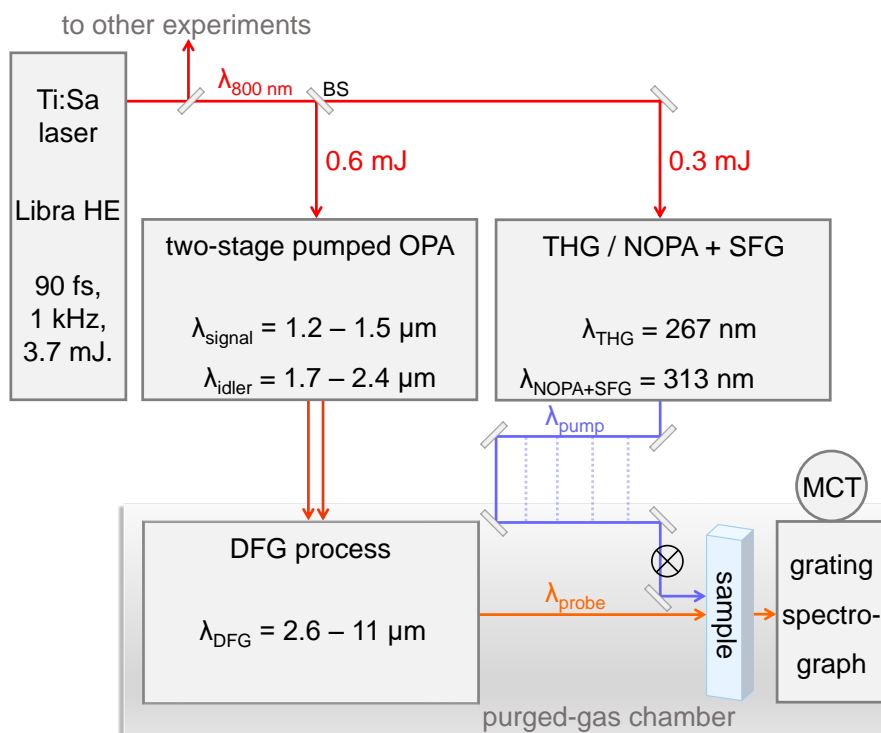 to other experiments
Ti:Sa
laser
Libra HE
90 fs,
1 kHz,
3.7 mJ.
λ800 nm
BS
0.6 mJ
0.3 mJ
two-stage pumped OPA
λsignal = 1.2 – 1.5 µm
λidler = 1.7 – 2.4 µm
THG / NOPA + SFG
λTHG = 267 nm
λNOPA+SFG = 313 nm
λpump
MCT
DFG process
λDFG = 2.6 – 11 µm
λprobe
sample
grating
spectro-
graph
purged-gas chamber